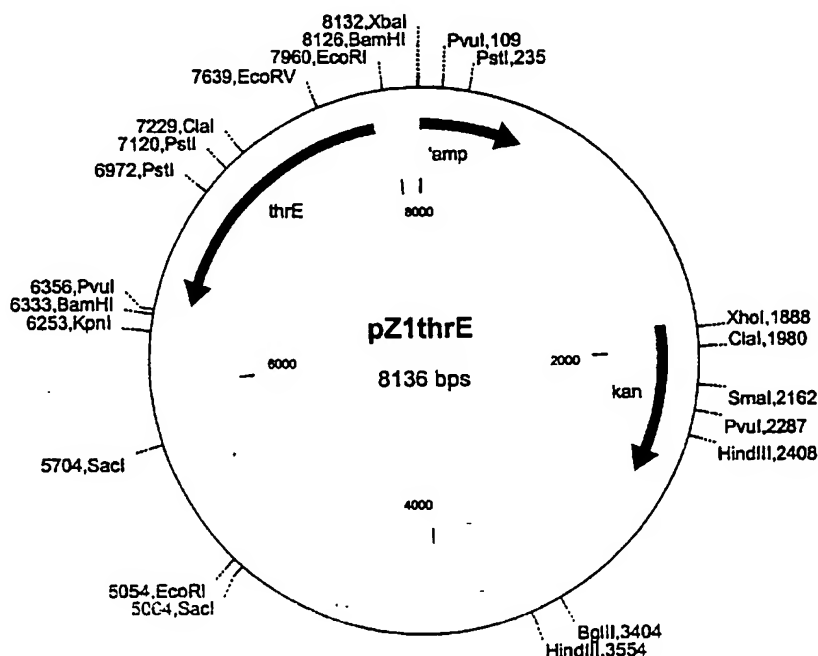 8132,XbaI
8126,BamHI
7960,EcoRI
7639,EcoRV
7229,ClaI
7120,PstI
6972,PstI
6356,PvuI
6333,BamHI
6253,KpnI
5704,SacI
5054,EcoRI
PvuI,109
PstI,235
XhoI,1888
ClaI,1980
SmaI,2162
PvuI,2287
HindIII,2408
BglII,3404
HindIII,3554
'amp
thrE
kan
8000
2000
4000
6000
pZ1thrE
8136 bps